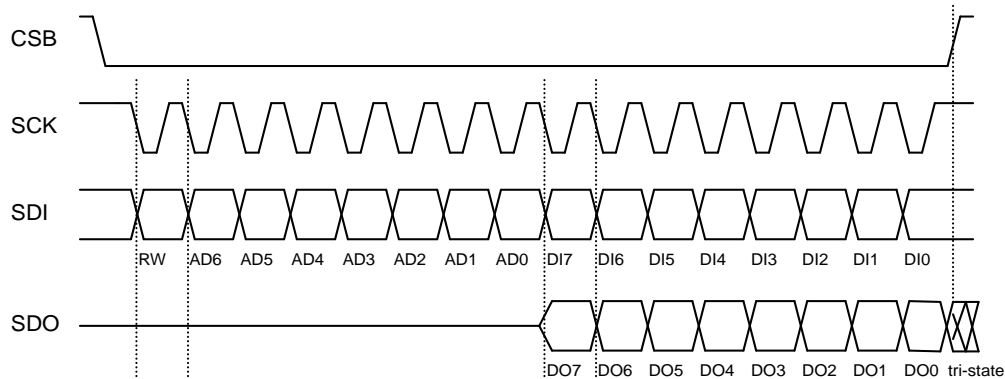 CSB
SCK
SDI
RW AD6 AD5 AD4 AD3 AD2 AD1 AD0 DI7 DI6 DI5 DI4 DI3 DI2 DI1 DI0
SDO
DO7 DO6 DO5 DO4 DO3 DO2 DO1 DO0 tri-state